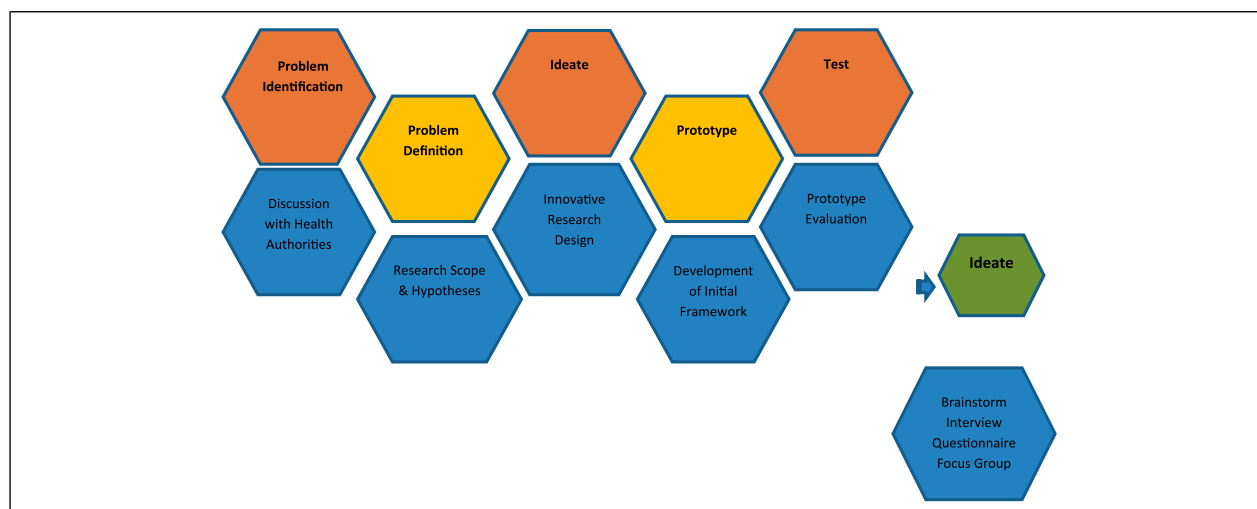 Problem
Identification
Ideate
Test
Problem
Definition
Prototype
Discussion
with Health
Authorities
Innovative
Research
Design
Prototype
Evaluation
Research Scope
& Hypotheses
Development
of Initial
Framework
Ideate
Brainstorm
Interview
Questionnaire
Focus Group